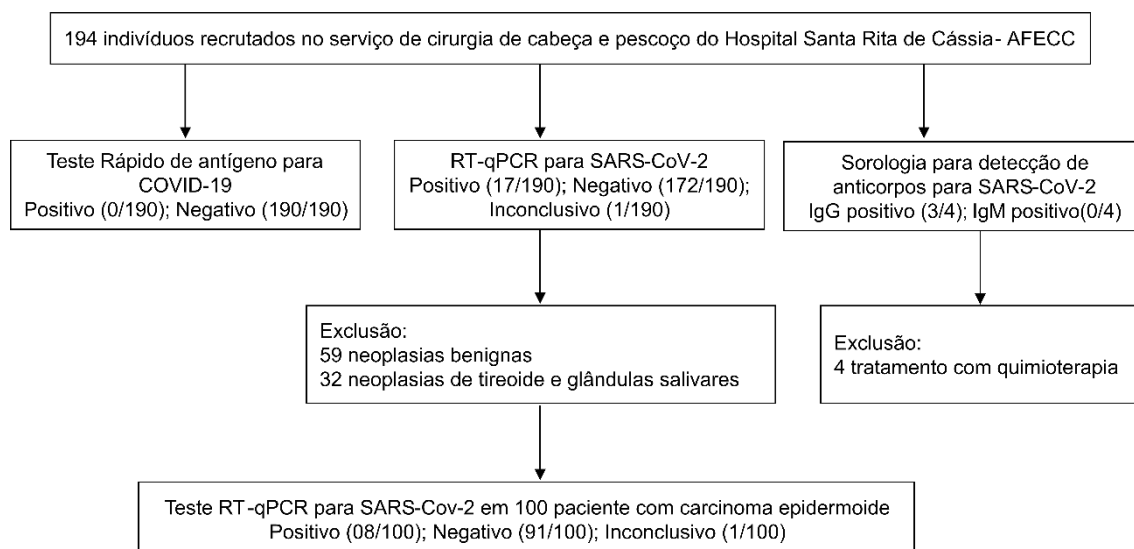 194 indivíduos recrutados no serviço de cirurgia de cabeça e pescoço do Hospital Santa Rita de Cássia- AFECC
Teste Rápido de antígeno para
COVID-19
Positivo (0/190); Negativo (190/190)
RT-qPCR para SARS-CoV-2
Positivo (17/190); Negativo (172/190);
Inconclusivo (1/190)
Sorologia para detecção de
anticorpos para SARS-CoV-2
IgG positivo (3/4); IgM positivo(0/4)
Exclusão:
59 neoplasias benignas
32 neoplasias de tireoide e glândulas salivares
Exclusão:
4 tratamento com quimioterapia
Teste RT-qPCR para SARS-Cov-2 em 100 paciente com carcinoma epidermoide
Positivo (08/100); Negativo (91/100); Inconclusivo (1/100)